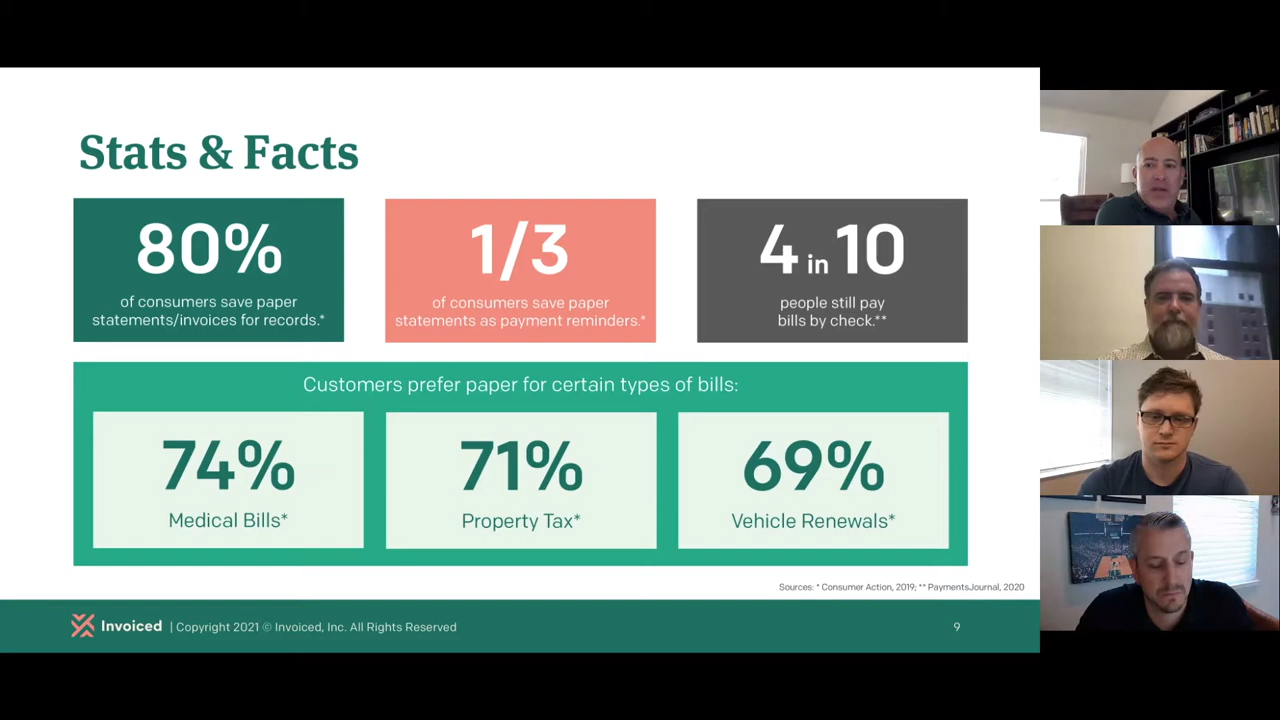 Stats & Facts
80%
of consumers save paper
statements/invoices for records.*
1/3
of consumers save paper
statements as payment reminders.*
4 in 10
people still pay
bills by check.**
Customers prefer paper for certain types of bills:
74%
Medical Bills*
71%
Property Tax*
69%
Vehicle Renewals*
Sources: * Consumer Action, 2019; ** PaymentsJournal, 2020
Invoiced | Copyright 2021 © Invoiced, Inc. All Rights Reserved
9